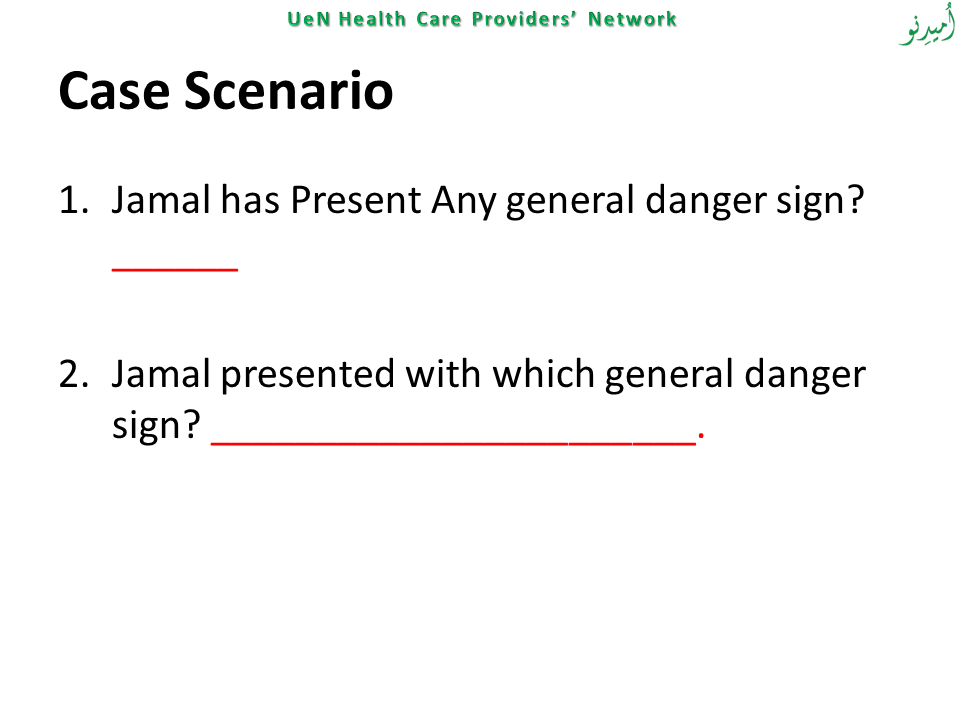 UeN Health Care Providers’ Network
اُمیدِنو
Case Scenario
1. Jamal has Present Any general danger sign?
______
2. Jamal presented with which general danger
sign? _______________________.